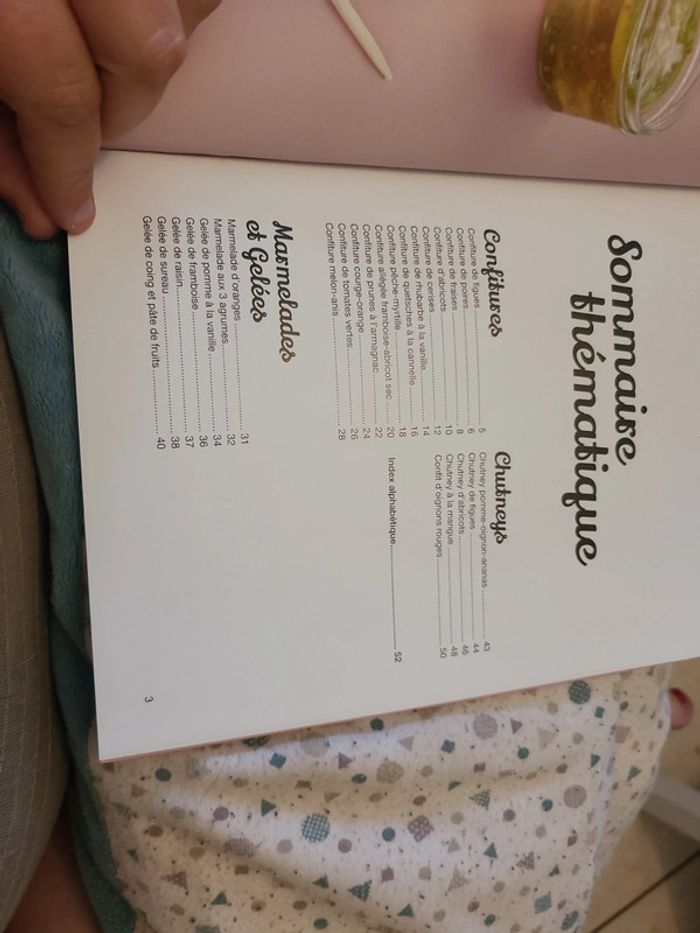 Sommaire
thématique
Confitures
Confiture de figues ..... 5
Confiture de poires ..... 6
Confiture de fraises ..... 8
Confiture d'abricots ..... 10
Confiture de cerises ..... 12
Confiture de rhubarbe à la vanille ..... 14
Confiture de quetsches à la cannelle ..... 16
Confiture pêche-myrtille ..... 18
Confiture allégée framboise-abricot sec ..... 20
Confiture de prunes à l'armagnac ..... 22
Confiture courge-orange ..... 24
Confiture de tomates vertes ..... 26
Confiture melon-anis ..... 28
Marmelades
et Gelées
Marmelade d'oranges ..... 31
Marmelade aux 3 agrumes ..... 32
Gelée de pomme à la vanille ..... 34
Gelée de framboise ..... 36
Gelée de raisin ..... 37
Gelée de sureau ..... 38
Gelée de coing et pâte de fruits ..... 40
Chutneys
Chutney pomme-oignon-ananas ..... 43
Chutney de figues ..... 44
Chutney d'abricots ..... 46
Chutney à la mangue ..... 48
Confit d'oignons rouges ..... 50
Index alphabétique ..... 52
3